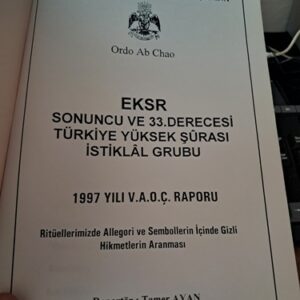 Ordo Ab Chao
EKSR
SONUNCU VE 33.DERECESİ
TÜRKİYE YÜKSEK ŞÛRASI
İSTİKLÂL GRUBU
1997 YILI V.A.O.Ç. RAPORU
Ritüellerimizde Allegori ve Sembollerin İçinde Gizli
Hikmetlerin Aranması
Tamer AYAN